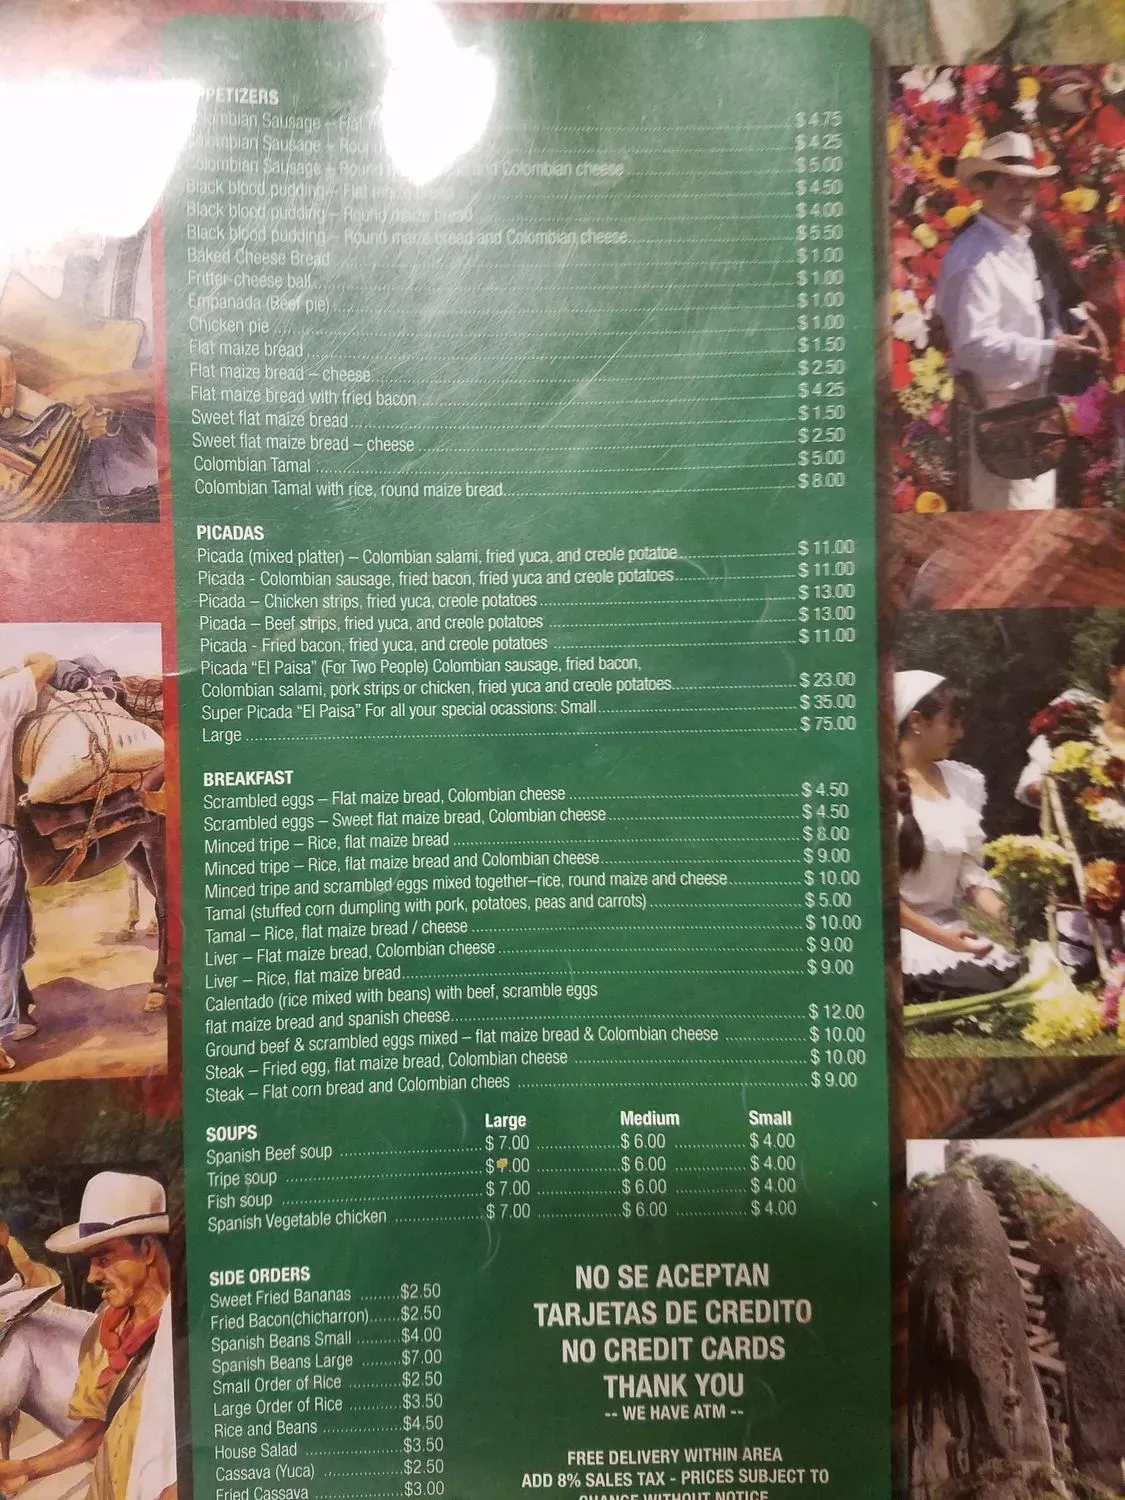 PPETIZERS
ombian Sausage – Flat $4.75
ombian Sausage – Roun $4.25
olombian Sausage – Round Colombian cheese $5.00
Black blood pudding – Flat maize bread $4.50
Black blood pudding – Round maize bread $4.00
Black blood pudding – Round maize bread and Colombian cheese $5.50
Baked Cheese Bread $1.00
Fritter cheese ball $1.00
Empanada (Beef pie) $1.00
Chicken pie $1.00
Flat maize bread $1.50
Flat maize bread – cheese $2.50
Flat maize bread with fried bacon $4.25
Sweet flat maize bread $1.50
Sweet flat maize bread – cheese $2.50
Colombian Tamal $5.00
Colombian Tamal with rice, round maize bread $8.00
PICADAS
Picada (mixed platter) – Colombian salami, fried yuca, and creole potatoe $11.00
Picada - Colombian sausage, fried bacon, fried yuca and creole potatoes $11.00
Picada – Chicken strips, fried yuca, creole potatoes $13.00
Picada – Beef strips, fried yuca, and creole potatoes $13.00
Picada - Fried bacon, fried yuca, and creole potatoes $11.00
Picada "El Paisa" (For Two People) Colombian sausage, fried bacon,
Colombian salami, pork strips or chicken, fried yuca and creole potatoes $23.00
Super Picada "El Paisa" For all your special ocassions: Small $35.00
Large $75.00
BREAKFAST
Scrambled eggs – Flat maize bread, Colombian cheese $4.50
Scrambled eggs – Sweet flat maize bread, Colombian cheese $4.50
Minced tripe – Rice, flat maize bread $8.00
Minced tripe – Rice, flat maize bread and Colombian cheese $9.00
Minced tripe and scrambled eggs mixed together–rice, round maize and cheese $10.00
Tamal (stuffed corn dumpling with pork, potatoes, peas and carrots) $5.00
Tamal – Rice, flat maize bread / cheese $10.00
Liver – Flat maize bread, Colombian cheese $9.00
Liver – Rice, flat maize bread $9.00
Calentado (rice mixed with beans) with beef, scramble eggs
flat maize bread and spanish cheese $12.00
Ground beef & scrambled eggs mixed – flat maize bread & Colombian cheese $10.00
Steak – Fried egg, flat maize bread, Colombian cheese $10.00
Steak – Flat corn bread and Colombian chees $9.00
SOUPS Large Medium Small
Spanish Beef soup $7.00 $6.00 $4.00
Tripe soup $ .00 $6.00 $4.00
Fish soup $7.00 $6.00 $4.00
Spanish Vegetable chicken $7.00 $6.00 $4.00
SIDE ORDERS
Sweet Fried Bananas $2.50
Fried Bacon(chicharron) $2.50
Spanish Beans Small $4.00
Spanish Beans Large $7.00
Small Order of Rice $2.50
Large Order of Rice $3.50
Rice and Beans $4.50
House Salad $3.50
Cassava (Yuca) $2.50
Fried Cassava $3.00
NO SE ACEPTAN
TARJETAS DE CREDITO
NO CREDIT CARDS
THANK YOU
-- WE HAVE ATM --
FREE DELIVERY WITHIN AREA
ADD 8% SALES TAX - PRICES SUBJECT TO
CHANGE WITHOUT NOTICE